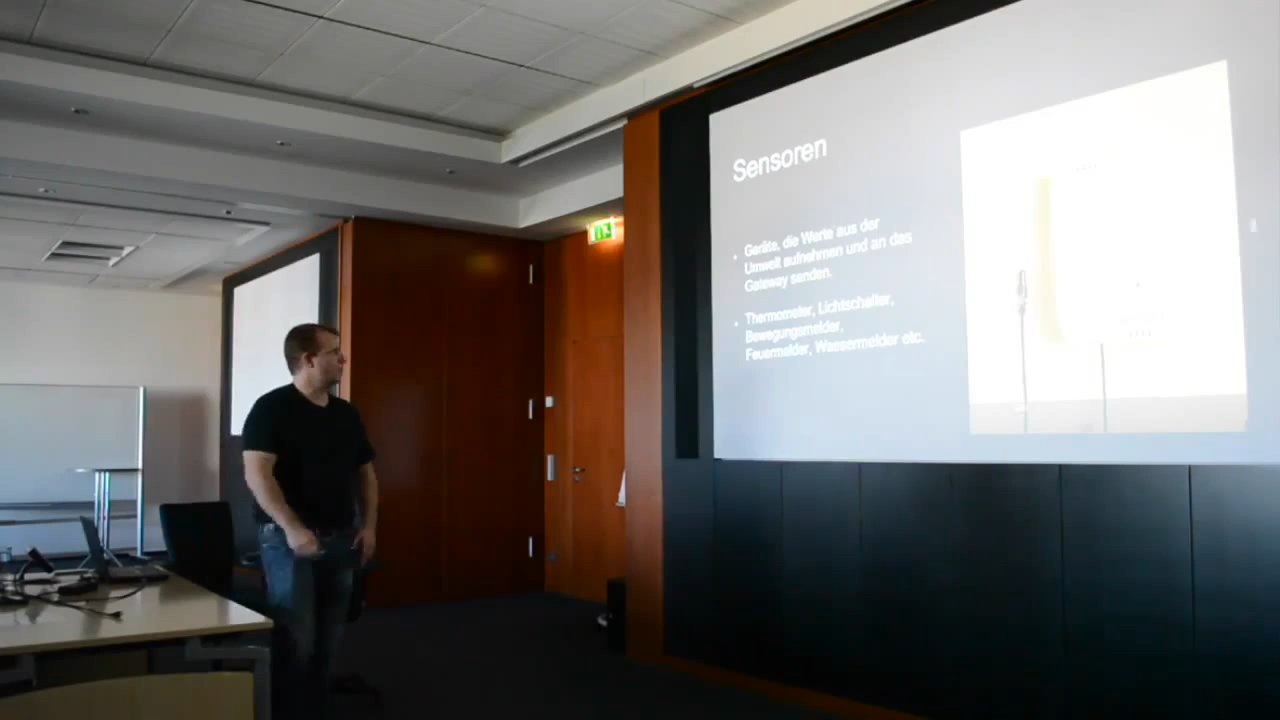 Sensoren
Geräte, die Werte aus der
Umwelt aufnehmen und an das
Gateway senden.
Thermometer, Lichtschalter,
Bewegungsmelder,
Feuermelder, Wassermelder etc.